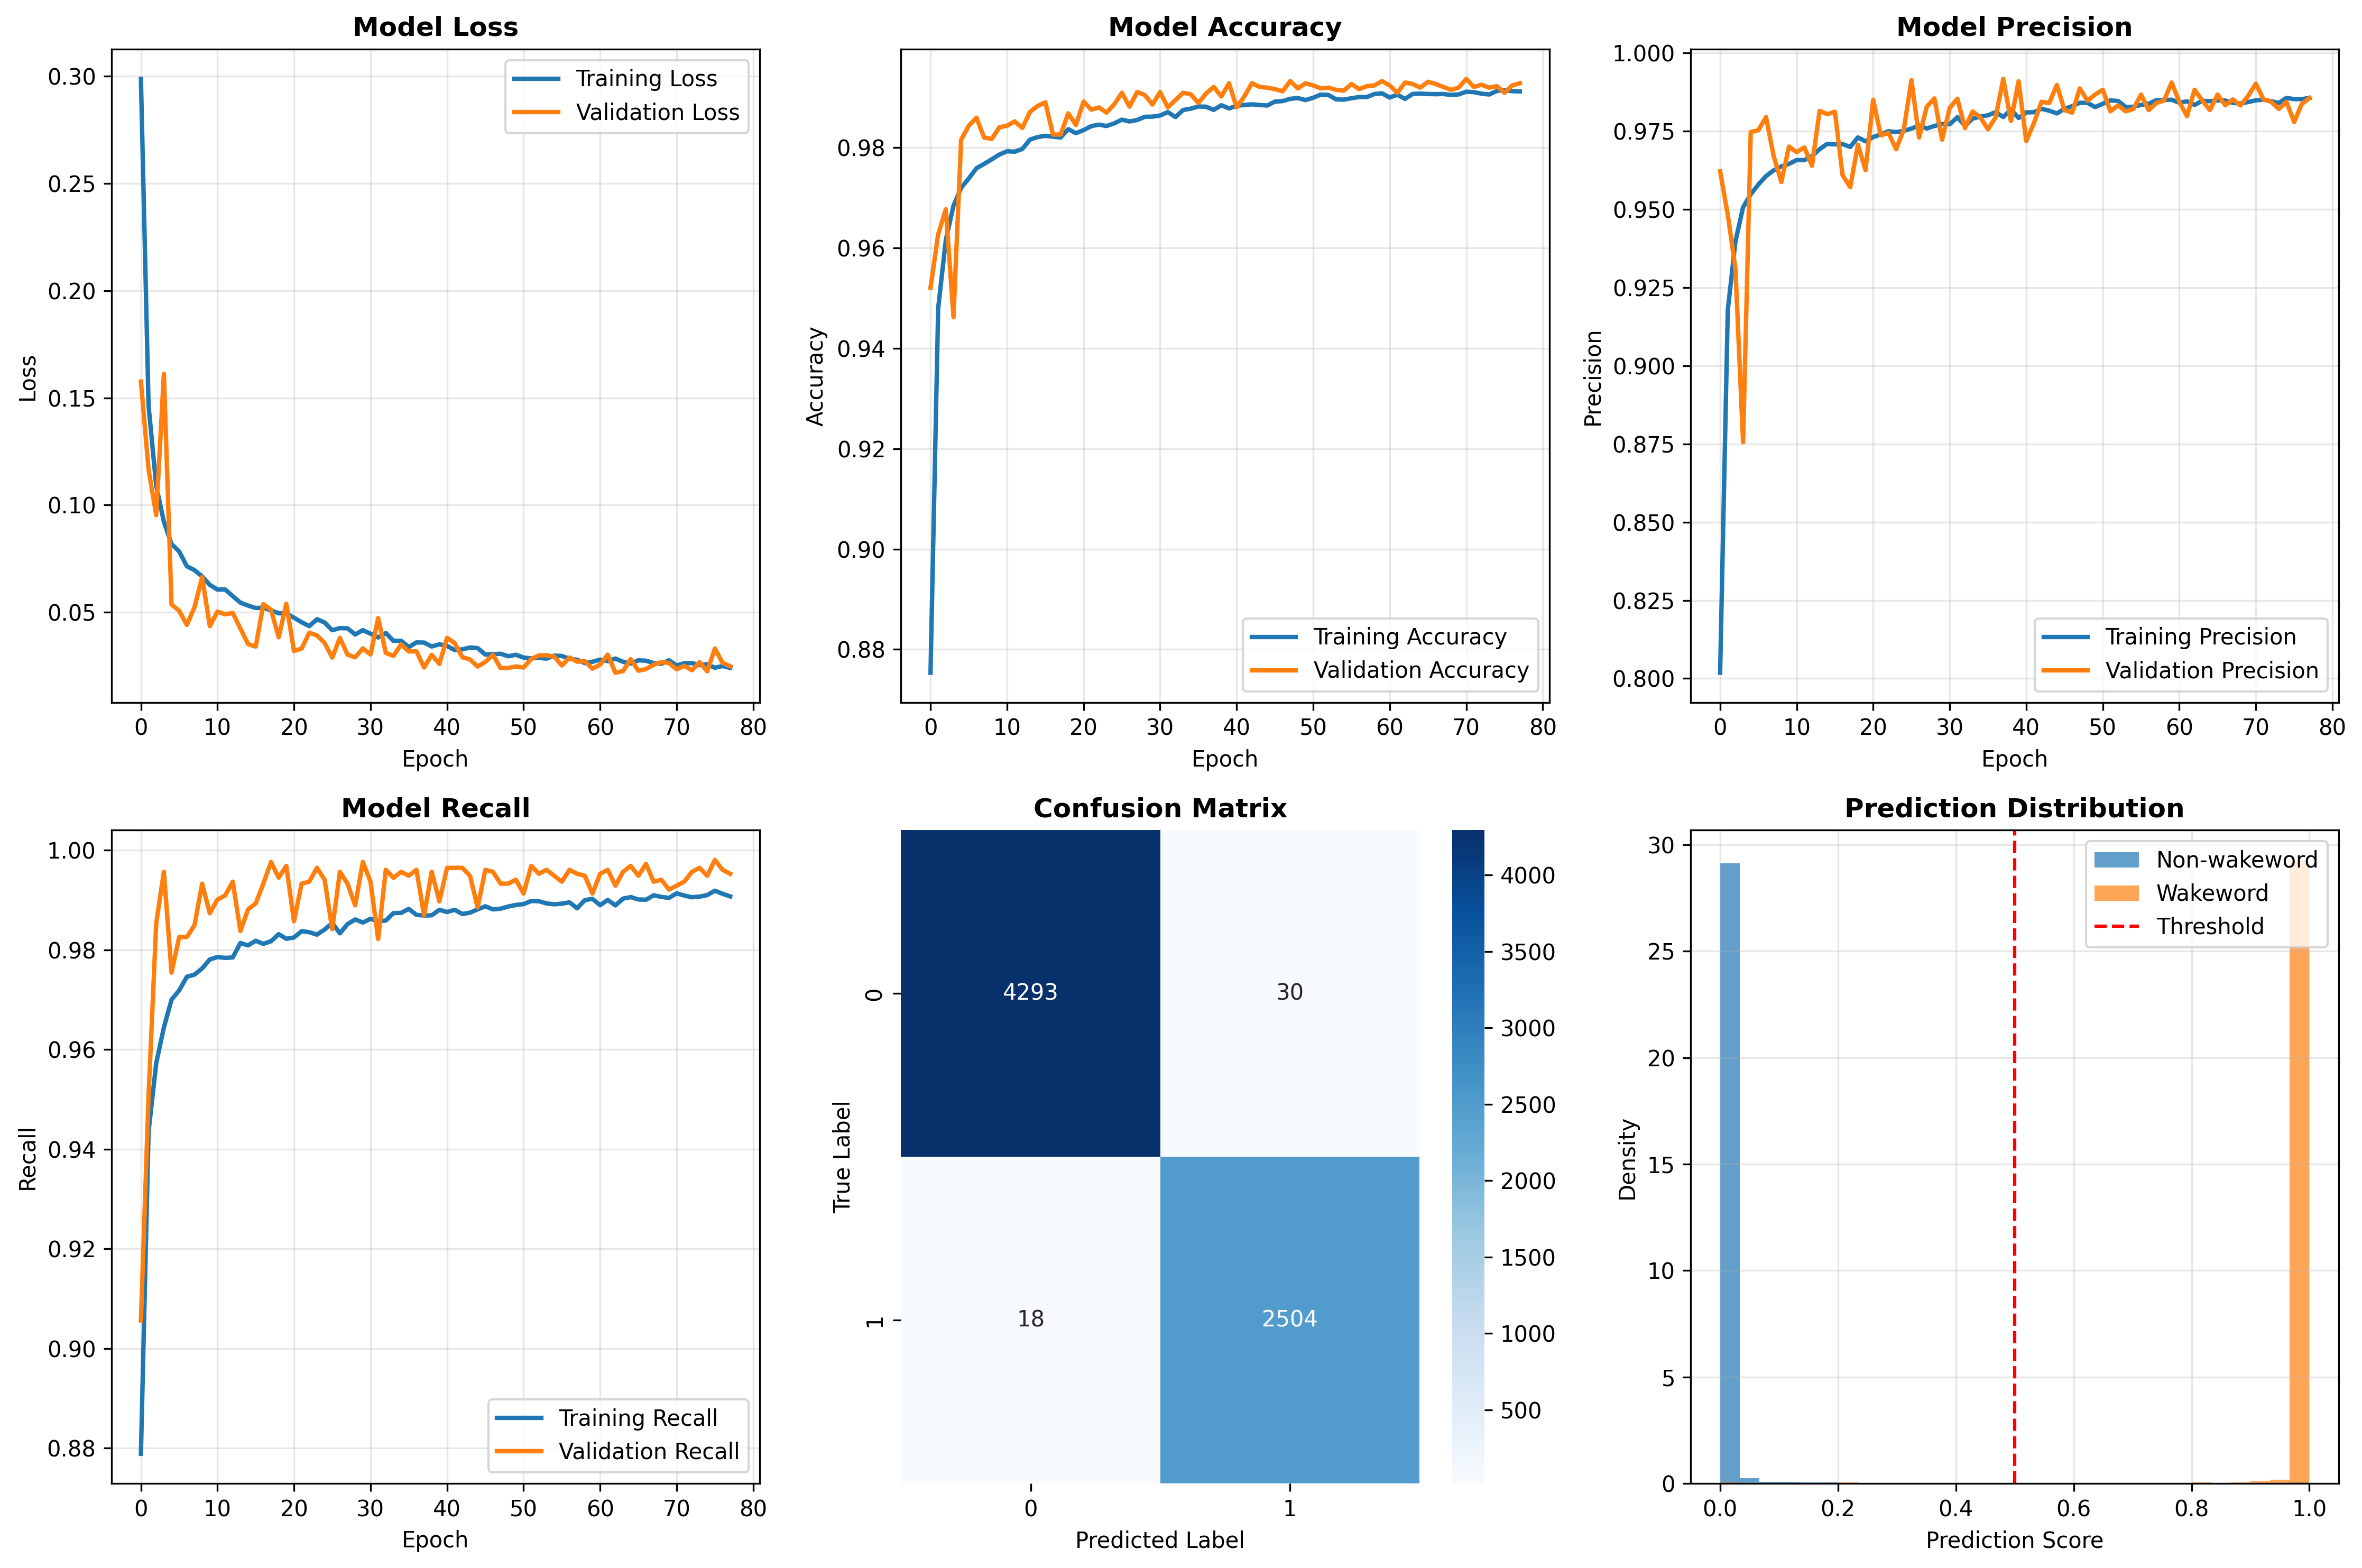 Model Loss
0.30
0.25
0.20
0.15
0.10
0.05
Loss
Training Loss
Validation Loss
0 10 20 30 40 50 60 70 80
Epoch
Model Accuracy
0.98
0.96
0.94
0.92
0.90
0.88
Accuracy
Training Accuracy
Validation Accuracy
0 10 20 30 40 50 60 70 80
Epoch
Model Precision
1.000
0.975
0.950
0.925
0.900
0.875
0.850
0.825
0.800
Precision
Training Precision
Validation Precision
0 10 20 30 40 50 60 70 80
Epoch
Model Recall
1.00
0.98
0.96
0.94
0.92
0.90
0.88
Recall
Training Recall
Validation Recall
0 10 20 30 40 50 60 70 80
Epoch
Confusion Matrix
True Label
0
1
4293 30
18 2504
0 1
Predicted Label
4000
3500
3000
2500
2000
1500
1000
500
Prediction Distribution
30
25
20
15
10
5
0
Density
Non-wakeword
Wakeword
Threshold
0.0 0.2 0.4 0.6 0.8 1.0
Prediction Score